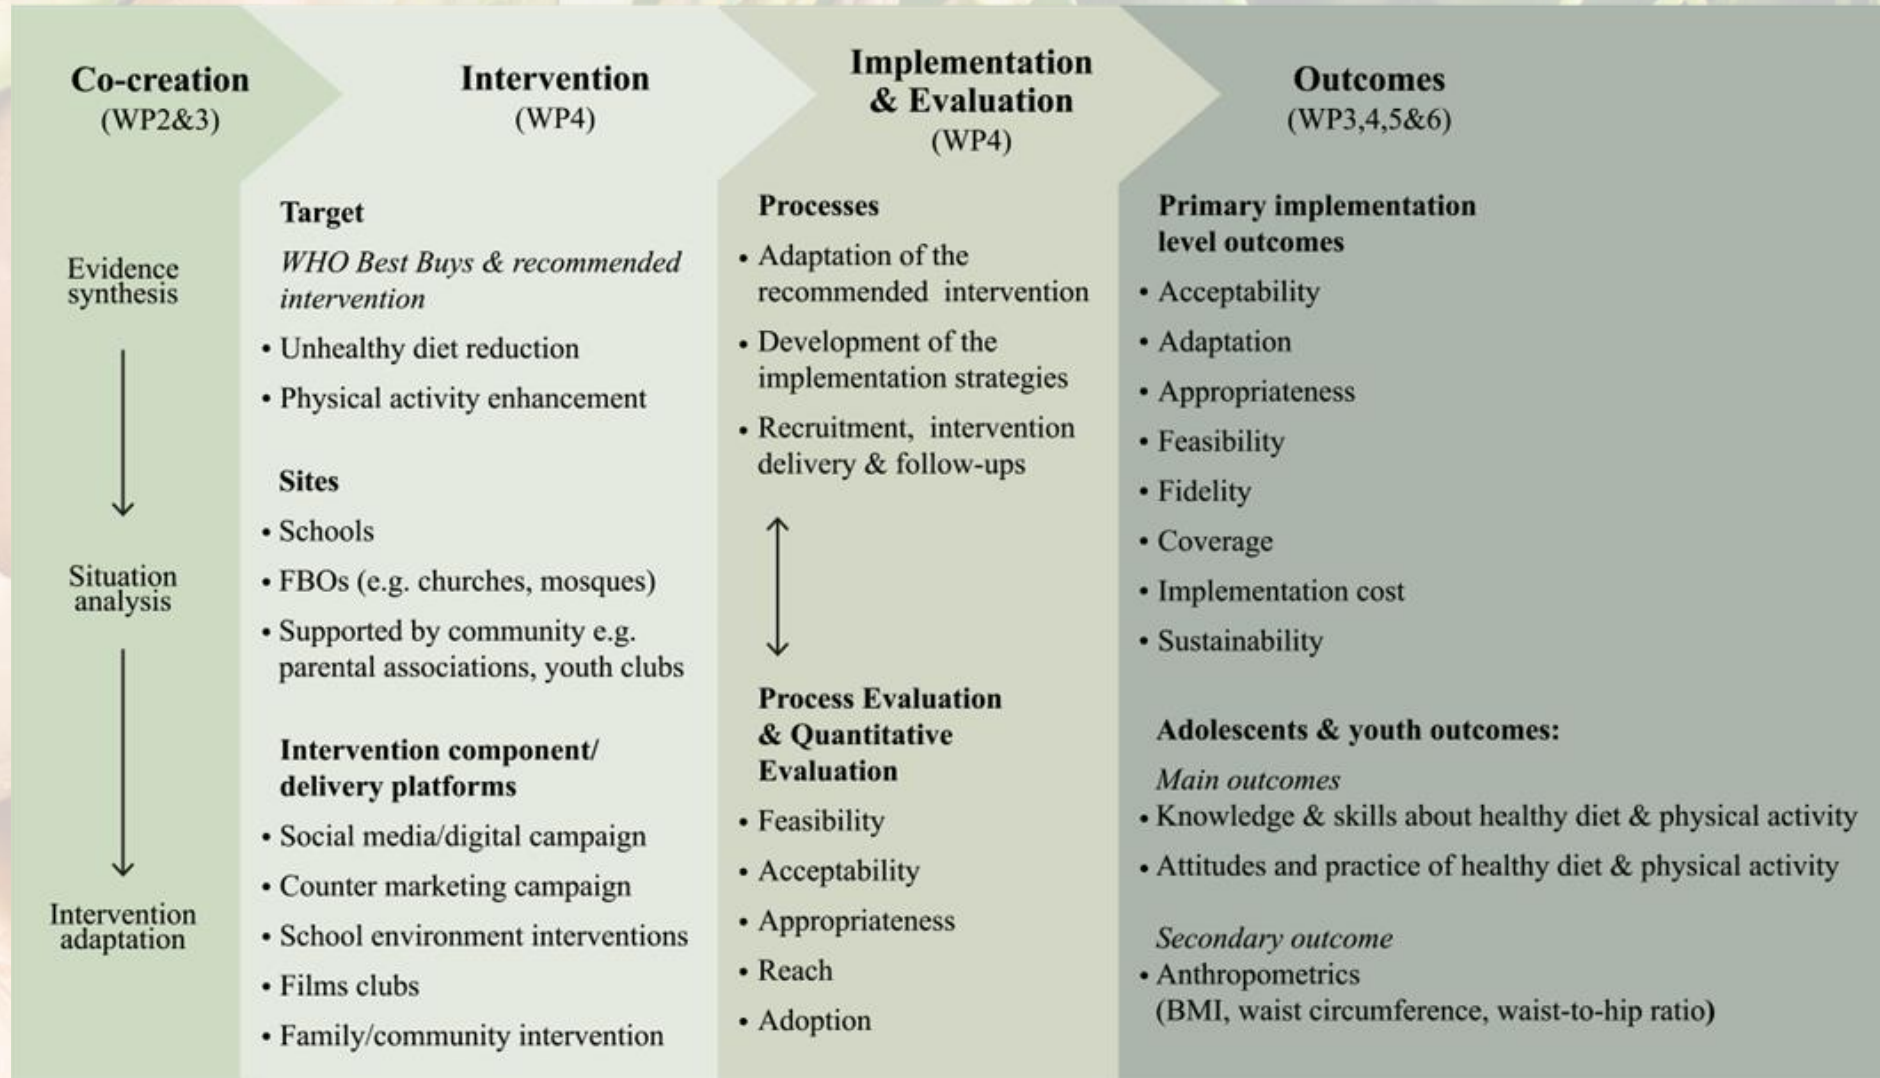 Co-creation
(WP2&3)
Evidence
synthesis
Situation
analysis
Intervention
adaptation
Intervention
(WP4)
Target
WHO Best Buys & recommended
intervention
• Unhealthy diet reduction
• Physical activity enhancement
Sites
• Schools
• FBOs (e.g. churches, mosques)
• Supported by community e.g.
parental associations, youth clubs
Intervention component/
delivery platforms
• Social media/digital campaign
• Counter marketing campaign
• School environment interventions
• Films clubs
• Family/community intervention
Implementation
& Evaluation
(WP4)
Processes
• Adaptation of the
recommended intervention
• Development of the
implementation strategies
• Recruitment, intervention
delivery & follow-ups
Process Evaluation
& Quantitative
Evaluation
• Feasibility
• Acceptability
• Appropriateness
• Reach
• Adoption
Outcomes
(WP3,4,5&6)
Primary implementation
level outcomes
• Acceptability
• Adaptation
• Appropriateness
• Feasibility
• Fidelity
• Coverage
• Implementation cost
• Sustainability
Adolescents & youth outcomes:
Main outcomes
• Knowledge & skills about healthy diet & physical activity
• Attitudes and practice of healthy diet & physical activity
Secondary outcome
• Anthropometrics
(BMI, waist circumference, waist-to-hip ratio)